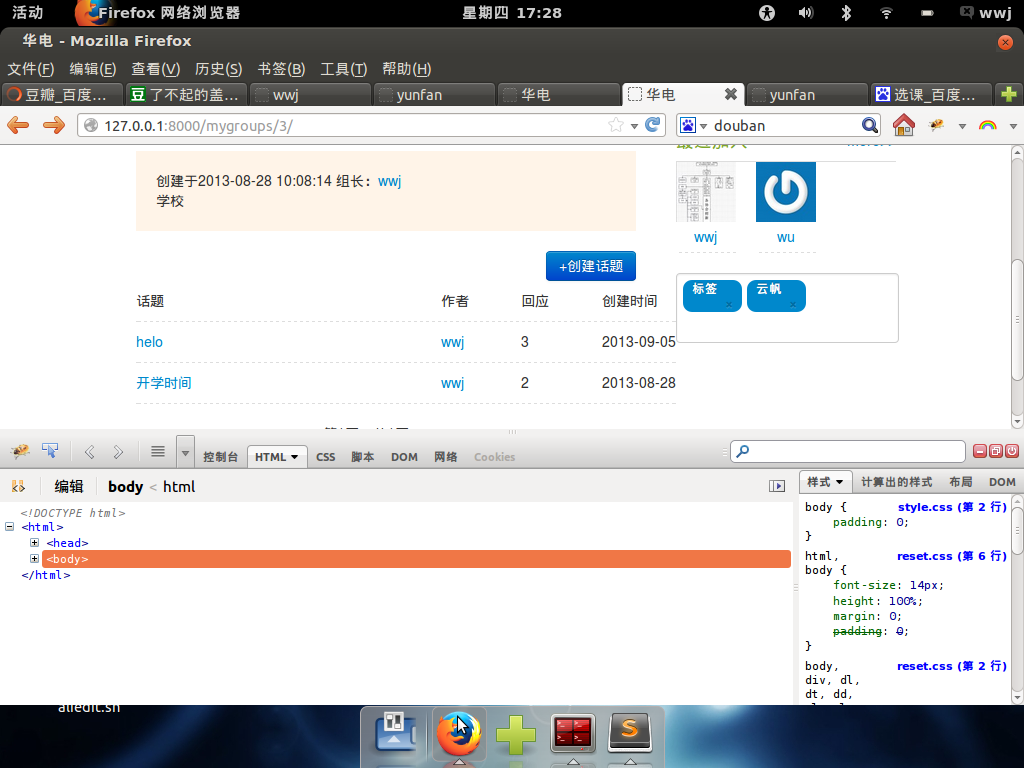 活动 Firefox 网络浏览器 星期四 17:28 wwj
华电 - Mozilla Firefox
文件(F) 编辑(E) 查看(V) 历史(S) 书签(B) 工具(T) 帮助(H)
豆瓣_百度... 豆 了不起的盖... wwj yunfan 华电 华电 yunfan 选课_百度...
127.0.0.1:8000/mygroups/3/ douban
创建于2013-08-28 10:08:14 组长：wwj
学校
wwj wu
+创建话题
标签 x 云帆 x
话题 作者 回应 创建时间
helo wwj 3 2013-09-05
开学时间 wwj 2 2013-08-28
控制台 HTML CSS 脚本 DOM 网络 Cookies
编辑 body < html
样式 计算出的样式 布局 DOM
<!DOCTYPE html>
<html>
<head>
<body>
</html>
body { style.css (第 2 行)
padding: 0;
}
html, reset.css (第 6 行)
body {
font-size: 14px;
height: 100%;
margin: 0;
padding: 0;
}
body, reset.css (第 2 行)
div, dl,
dt, dd,